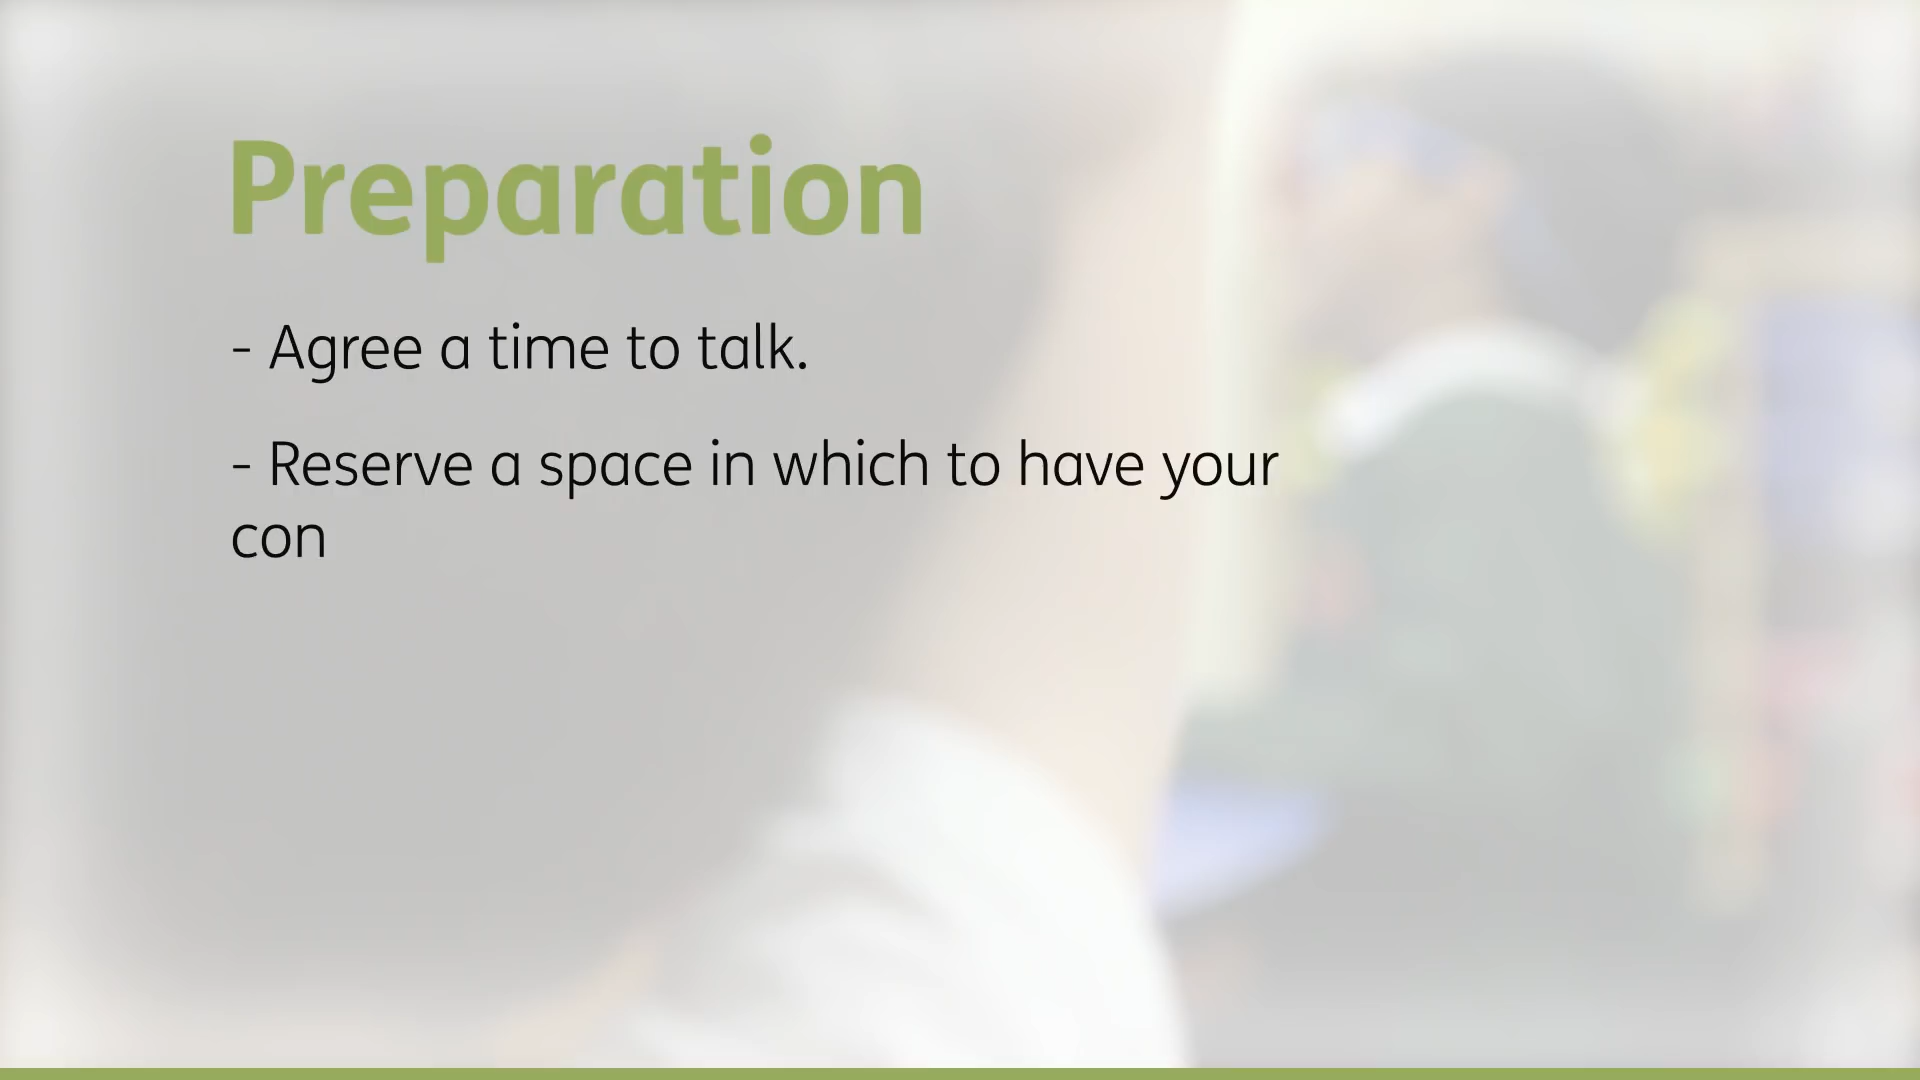 Preparation
- Agree a time to talk.
- Reserve a space in which to have your
con